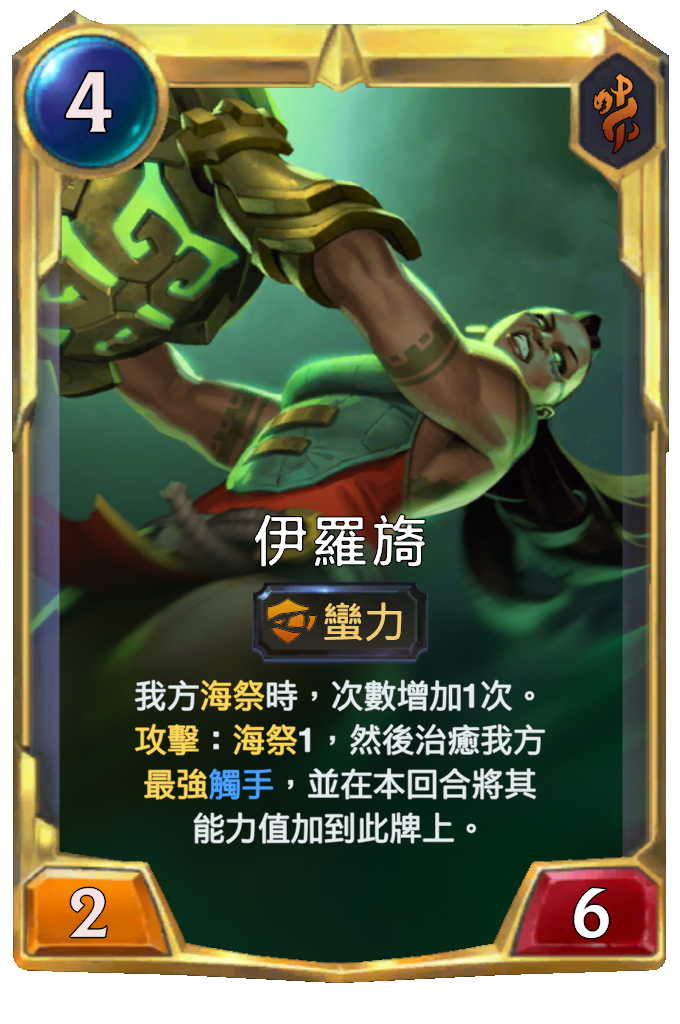 4
伊羅旖
蠻力
我方海祭時，次數增加1次。
攻擊：海祭1，然後治癒我方
最強觸手，並在本回合將其
能力值加到此牌上。
2
6